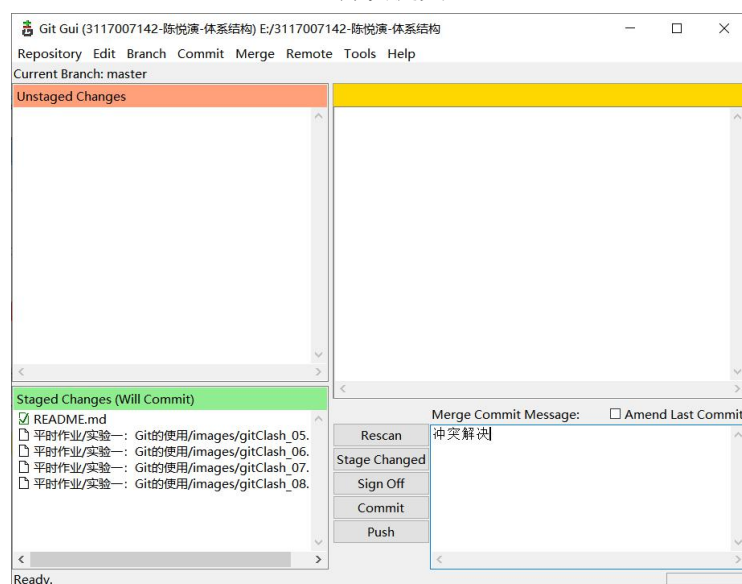 Git Gui (3117007142-陈悦演-体系结构) E:/3117007142-陈悦演-体系结构
Repository Edit Branch Commit Merge Remote Tools Help
Current Branch: master
Unstaged Changes
Staged Changes (Will Commit)
README.md
平时作业/实验一：Git的使用/images/gitClash_05.
平时作业/实验一：Git的使用/images/gitClash_06.
平时作业/实验一：Git的使用/images/gitClash_07.
平时作业/实验一：Git的使用/images/gitClash_08.
Merge Commit Message:
Amend Last Commit
Rescan
Stage Changed
Sign Off
Commit
Push
冲突解决
Ready.